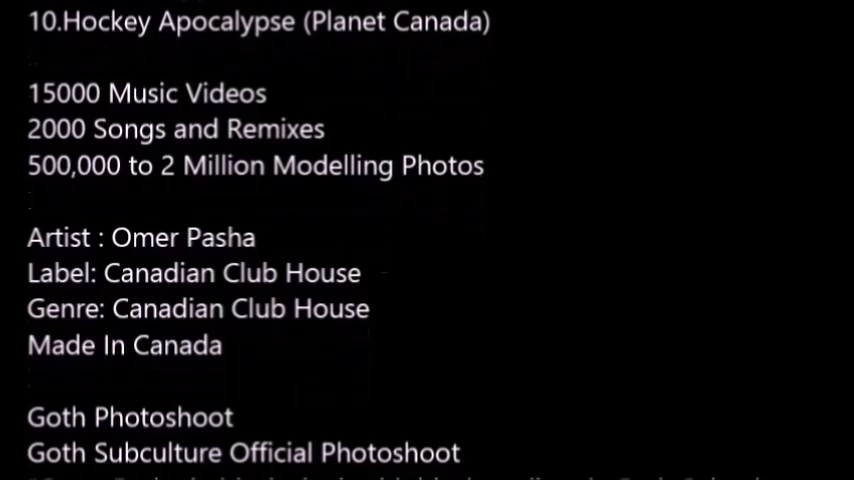 10.Hockey Apocalypse (Planet Canada)
15000 Music Videos
2000 Songs and Remixes
500,000 to 2 Million Modelling Photos
Artist : Omer Pasha
Label: Canadian Club House
Genre: Canadian Club House
Made In Canada
Goth Photoshoot
Goth Subculture Official Photoshoot